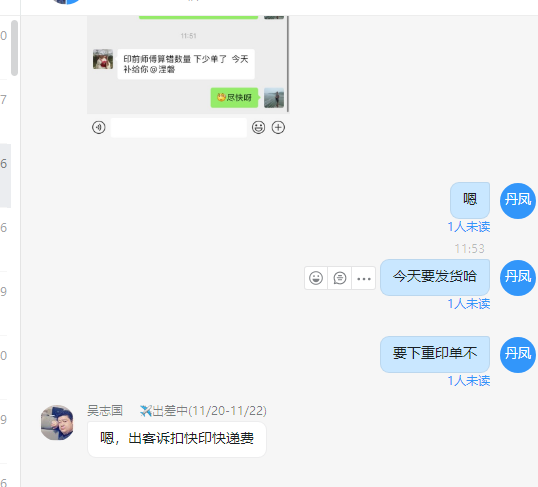 11:51
印前师傅算错数量 下少单了 今天
补给你@涅磐
尽快呀
嗯
丹凤
1人未读
11:53
今天要发货哈
丹凤
1人未读
要下重印单不
丹凤
1人未读
吴志国 ✈️出差中(11/20-11/22)
嗯，出客诉扣快印快递费
0
7
6
6
9
0
9
6